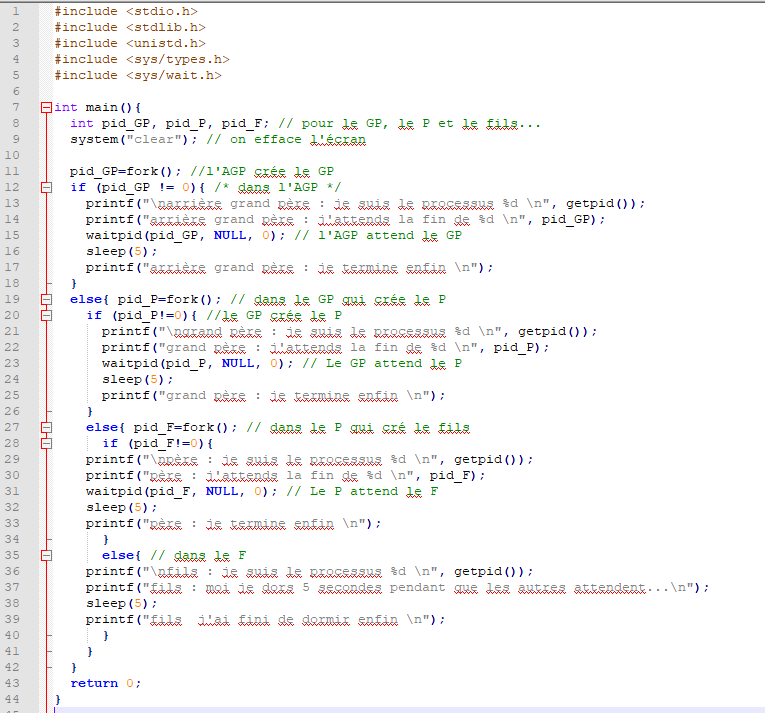 1 #include <stdio.h>
2 #include <stdlib.h>
3 #include <unistd.h>
4 #include <sys/types.h>
5 #include <sys/wait.h>
6
7 int main(){
8 int pid_GP, pid_P, pid_F; // pour le GP, le P et le fils...
9 system("clear"); // on efface l'écran
10
11 pid_GP=fork(); //l'AGP crée le GP
12 if (pid_GP != 0){ /* dans l'AGP */
13 printf("\narrière grand père : je suis le processus %d \n", getpid());
14 printf("arrière grand père : j'attends la fin de %d \n", pid_GP);
15 waitpid(pid_GP, NULL, 0); // l'AGP attend le GP
16 sleep(5);
17 printf("arrière grand père : je termine enfin \n");
18 }
19 else{ pid_P=fork(); // dans le GP qui crée le P
20 if (pid_P!=0){ //le GP crée le P
21 printf("\ngrand père : je suis le processus %d \n", getpid());
22 printf("grand père : j'attends la fin de %d \n", pid_P);
23 waitpid(pid_P, NULL, 0); // Le GP attend le P
24 sleep(5);
25 printf("grand père : je termine enfin \n");
26 }
27 else{ pid_F=fork(); // dans le P qui cré le fils
28 if (pid_F!=0){
29 printf("\npère : je suis le processus %d \n", getpid());
30 printf("père : j'attends la fin de %d \n", pid_F);
31 waitpid(pid_F, NULL, 0); // Le P attend le F
32 sleep(5);
33 printf("père : je termine enfin \n");
34 }
35 else{ // dans le F
36 printf("\nfils : je suis le processus %d \n", getpid());
37 printf("fils : moi je dors 5 secondes pendant que les autres attendent...\n");
38 sleep(5);
39 printf("fils  j'ai fini de dormir enfin \n");
40 }
41 }
42 }
43 return 0;
44 }